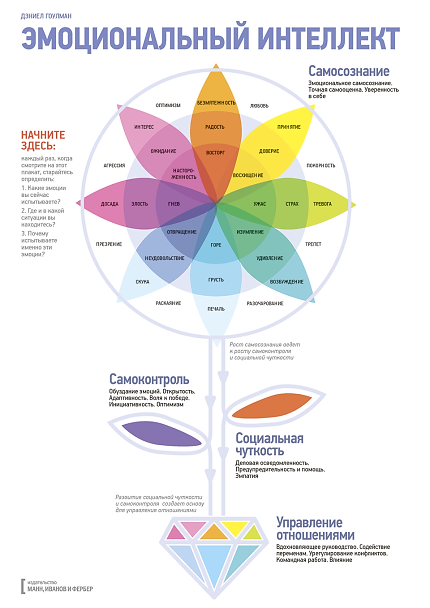 ДЭНИЕЛ ГОУЛМАН
ЭМОЦИОНАЛЬНЫЙ ИНТЕЛЛЕКТ
Самосознание
Эмоциональное самосознание.
Точная самооценка. Уверенность
в себе
НАЧНИТЕ
ЗДЕСЬ:
каждый раз, когда
смотрите на этот
плакат, старайтесь
определить:
1. Какие эмоции
вы сейчас
испытываете?
2. Где и в какой
ситуации вы
находитесь?
3. Почему
испытываете
именно эти
эмоции?
ОПТИМИЗМ
БЕЗМЯТЕЖНОСТЬ
ЛЮБОВЬ
ИНТЕРЕС
РАДОСТЬ
ПРИНЯТИЕ
ОЖИДАНИЕ
ВОСТОРГ
ДОВЕРИЕ
АГРЕССИЯ
НАСТОРО-
ЖЕННОСТЬ
ВОСХИЩЕНИЕ
ПОКОРНОСТЬ
ДОСАДА
ЗЛОСТЬ
ГНЕВ
УЖАС
СТРАХ
ТРЕВОГА
ОТВРАЩЕНИЕ
ИЗУМЛЕНИЕ
ПРЕЗРЕНИЕ
ГОРЕ
ТРЕПЕТ
НЕУДОВОЛЬСТВИЕ
УДИВЛЕНИЕ
СКУКА
ГРУСТЬ
ВОЗБУЖДЕНИЕ
РАСКАЯНИЕ
ПЕЧАЛЬ
РАЗОЧАРОВАНИЕ
Рост самосознания ведет
к росту самоконтроля
и социальной чуткости
Самоконтроль
Обуздание эмоций. Открытость.
Адаптивность. Воля к победе.
Инициативность. Оптимизм
Социальная
чуткость
Деловая осведомленность.
Предупредительность и помощь.
Эмпатия
Развитие социальной чуткости
и самоконтроля создает основу
для управления отношениями
Управление
отношениями
Вдохновляющее руководство. Содействие
переменам. Урегулирование конфликтов.
Командная работа. Влияние
ИЗДАТЕЛЬСТВО
МАНН, ИВАНОВ И ФЕРБЕР